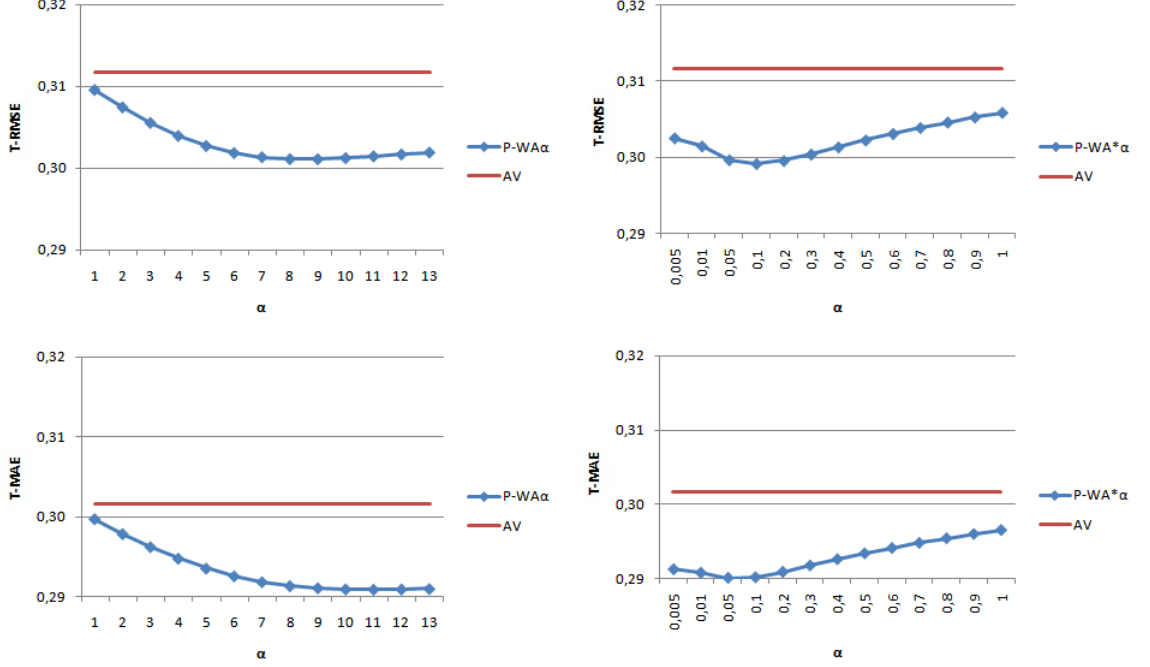 0,32
0,31
0,30
0,29
T-RMSE
1 2 3 4 5 6 7 8 9 10 11 12 13
α
P-WAα
AV
0,32
0,31
0,30
0,29
T-RMSE
0,005 0,01 0,05 0,1 0,2 0,3 0,4 0,5 0,6 0,7 0,8 0,9 1
α
P-WA*α
AV
0,32
0,31
0,30
0,29
T-MAE
1 2 3 4 5 6 7 8 9 10 11 12 13
α
P-WAα
AV
0,32
0,31
0,30
0,29
T-MAE
0,005 0,01 0,05 0,1 0,2 0,3 0,4 0,5 0,6 0,7 0,8 0,9 1
α
P-WA*α
AV